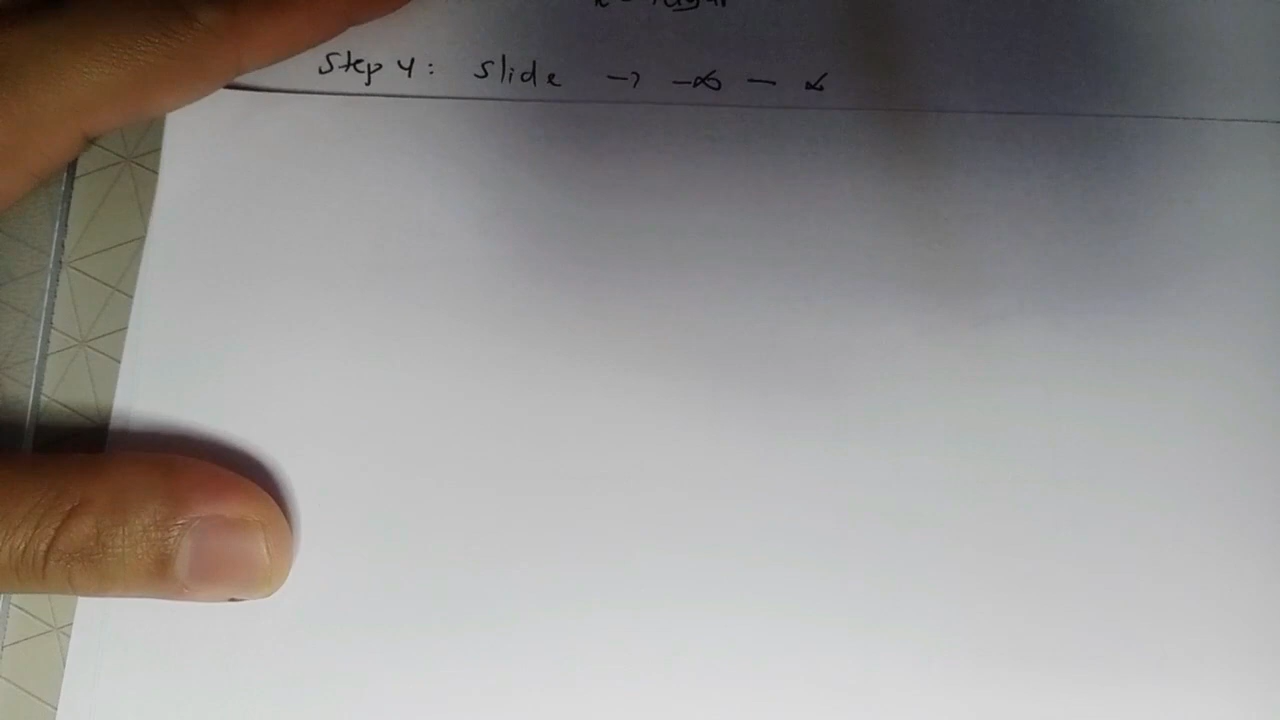 Step 4: slide → -∞ — ∞